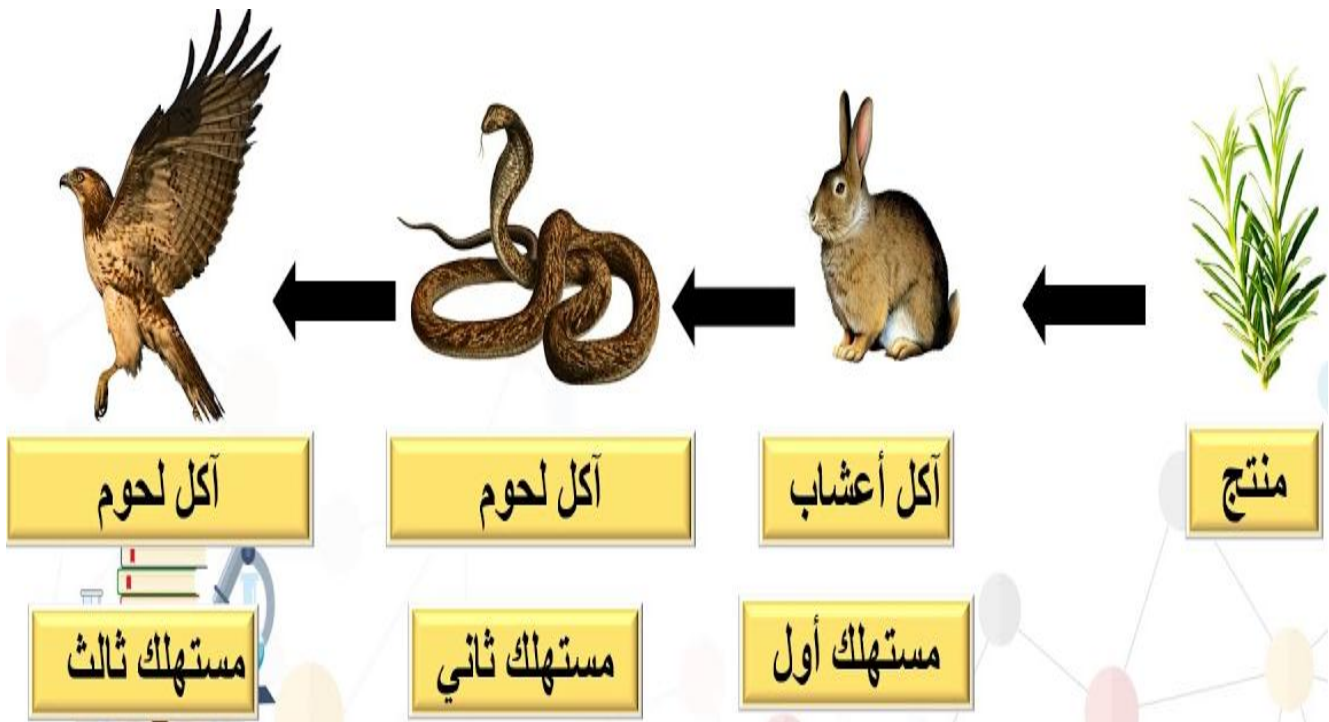 منتج
آكل أعشاب
آكل لحوم
آكل لحوم
مستهلك أول
مستهلك ثاني
مستهلك ثالث